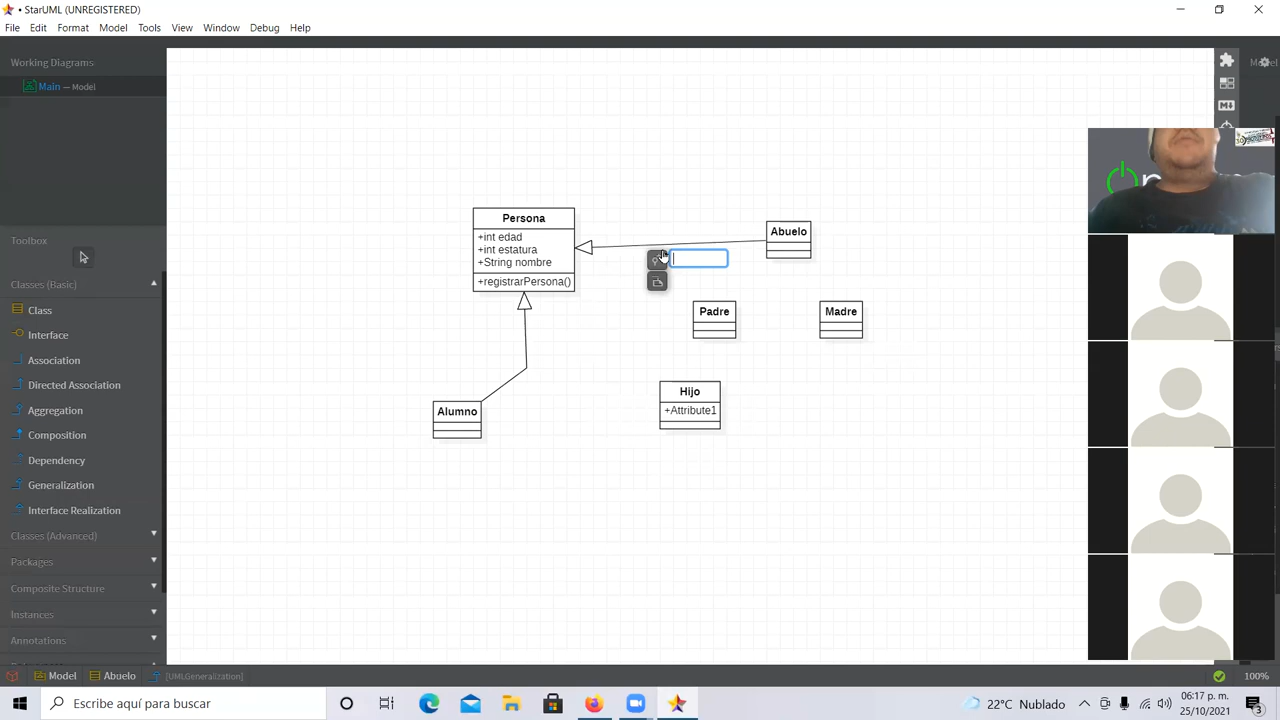 • StarUML (UNREGISTERED)
File Edit Format Model Tools View Window Debug Help
Working Diagrams
Main — Model
Toolbox
Classes (Basic)
Class
Interface
Association
Directed Association
Aggregation
Composition
Dependency
Generalization
Interface Realization
Classes (Advanced)
Packages
Composite Structure
Instances
Annotations
Persona
+int edad
+int estatura
+String nombre
+registrarPersona()
Abuelo
Padre
Madre
Hijo
+Attribute1
Alumno
Model Abuelo [UMLGeneralization]
100%
Escribe aquí para buscar
22°C Nublado
06:17 p. m.
25/10/2021
3